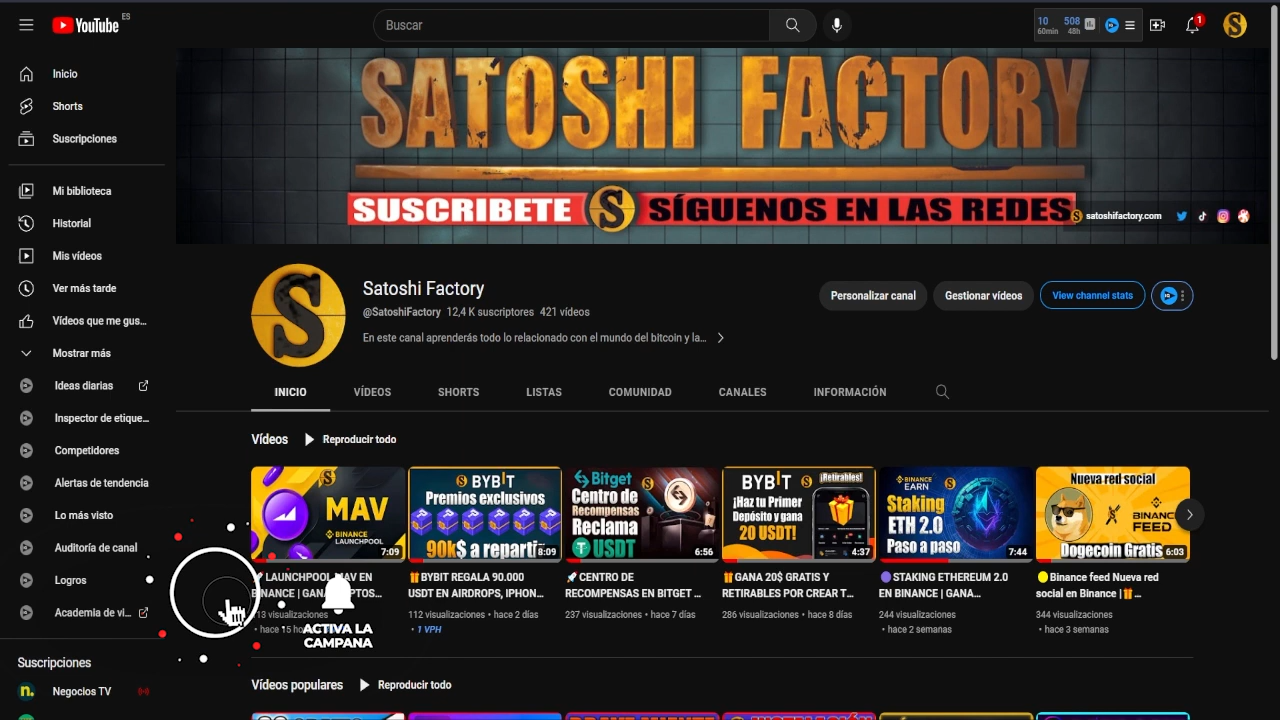 YouTube ES
Buscar
10 60min 508 48h
1
Inicio
Shorts
Suscripciones
Mi biblioteca
Historial
Mis vídeos
Ver más tarde
Vídeos que me gus...
Mostrar más
Ideas diarias
Inspector de etique...
Competidores
Alertas de tendencia
Lo más visto
Auditoría de canal
Logros
Academia de vi...
Suscripciones
Negocios TV
SATOSHI FACTORY
SUSCRIBETE S SÍGUENOS EN LAS REDES
satoshifactory.com
Satoshi Factory
@SatoshiFactory 12,4 K suscriptores 421 vídeos
En este canal aprenderás todo lo relacionado con el mundo del bitcoin y la...
Personalizar canal
Gestionar vídeos
View channel stats
INICIO VÍDEOS SHORTS LISTAS COMUNIDAD CANALES INFORMACIÓN
Vídeos Reproducir todo
MAV
BINANCE
LAUNCHPOOL
7:09
LAUNCHPOOL MAV EN
hace 15
BYBIT
Premios exclusivos
90k$ a reparti
8:09
BYBIT REGALA 90.000
USDT EN AIRDROPS, IPHON...
112 visualizaciones • hace 2 días
• 1 VPH
Bitget
Centro de
Recompensas
Reclama
USDT
6:56
CENTRO DE
RECOMPENSAS EN BITGET ...
237 visualizaciones • hace 7 días
BYBIT
¡Retirables!
¡Haz tu Primer
Depósito y gana
20 USDT!
4:37
GANA 20$ GRATIS Y
RETIRABLES POR CREAR T...
286 visualizaciones • hace 8 días
BINANCE
EARN
Staking
ETH 2.0
Paso a paso
7:44
STAKING ETHEREUM 2.0
EN BINANCE | GANA...
244 visualizaciones
• hace 2 semanas
Nueva red social
BINANC
FEED
Dogecoin Gratis
6:03
Binance feed Nueva red
social en Binance |
344 visualizaciones
• hace 3 semanas
ACTIVA LA
CAMPANA
Vídeos populares Reproducir todo